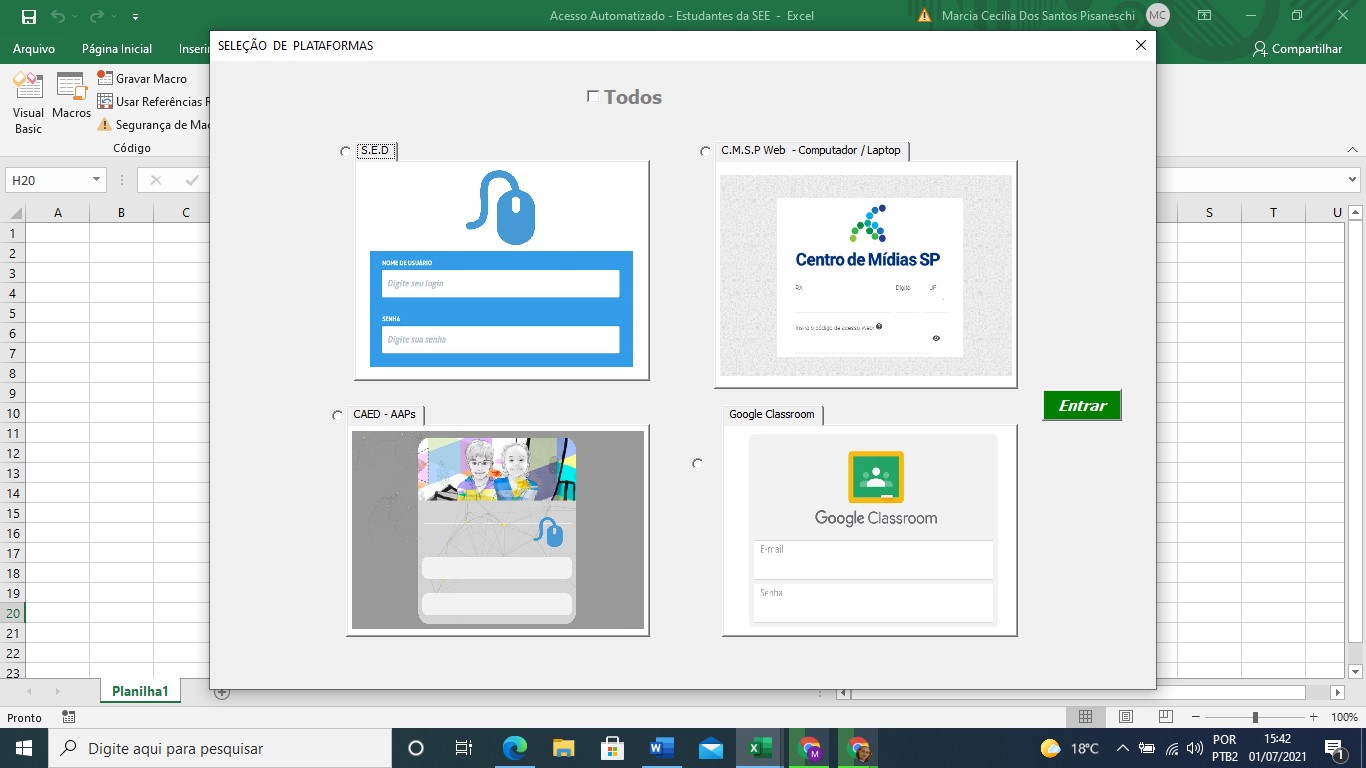 Acesso Automatizado - Estudantes da SEE - Excel
Marcia Cecilia Dos Santos Pisaneschi
MC
Arquivo
Página Inicial
Inserir
Compartilhar
Visual Basic
Macros
Gravar Macro
Usar Referências R
Segurança de Mac
Código
H20
A B C
S T U
1
2
3
4
5
6
7
8
9
10
11
12
13
14
15
16
17
18
19
20
21
22
23
SELEÇÃO DE PLATAFORMAS
Todos
S.E.D
C.M.S.P Web - Computador / Laptop
NOME DE USUÁRIO
Digite seu login
SENHA
Digite sua senha
Centro de Mídias SP
RA Dígito UF
Insira o código de acesso Web:
Entrar
CAED - AAPs
Google Classroom
Google Classroom
E-mail
Senha
Planilha1
Pronto
100%
Digite aqui para pesquisar
18°C
POR
PTB2
15:42
01/07/2021
1